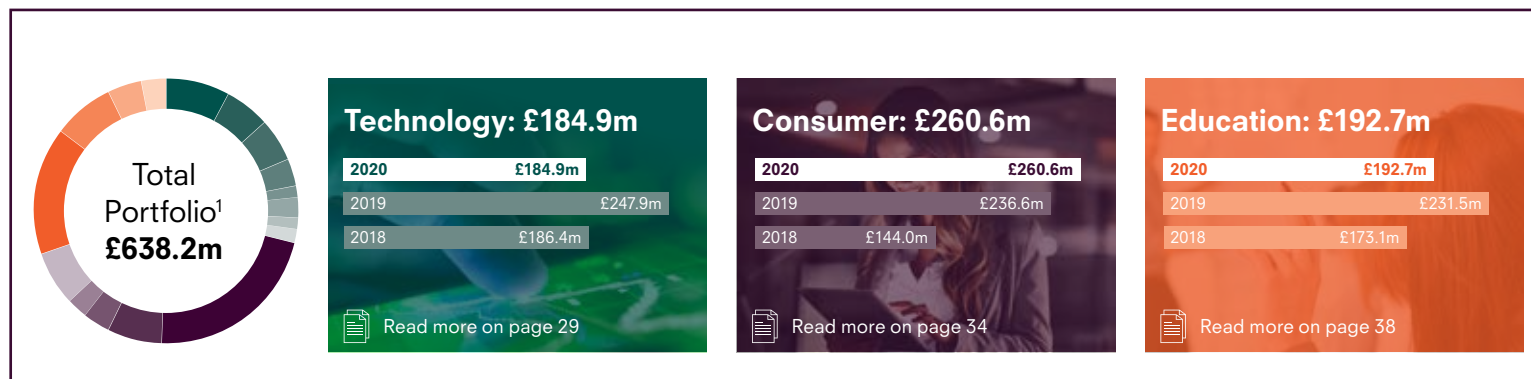 Total
Portfolio¹
£638.2m
Technology: £184.9m
2020 £184.9m
2019 £247.9m
2018 £186.4m
Read more on page 29
Consumer: £260.6m
2020 £260.6m
2019 £236.6m
2018 £144.0m
Read more on page 34
Education: £192.7m
2020 £192.7m
2019 £231.5m
2018 £173.1m
Read more on page 38